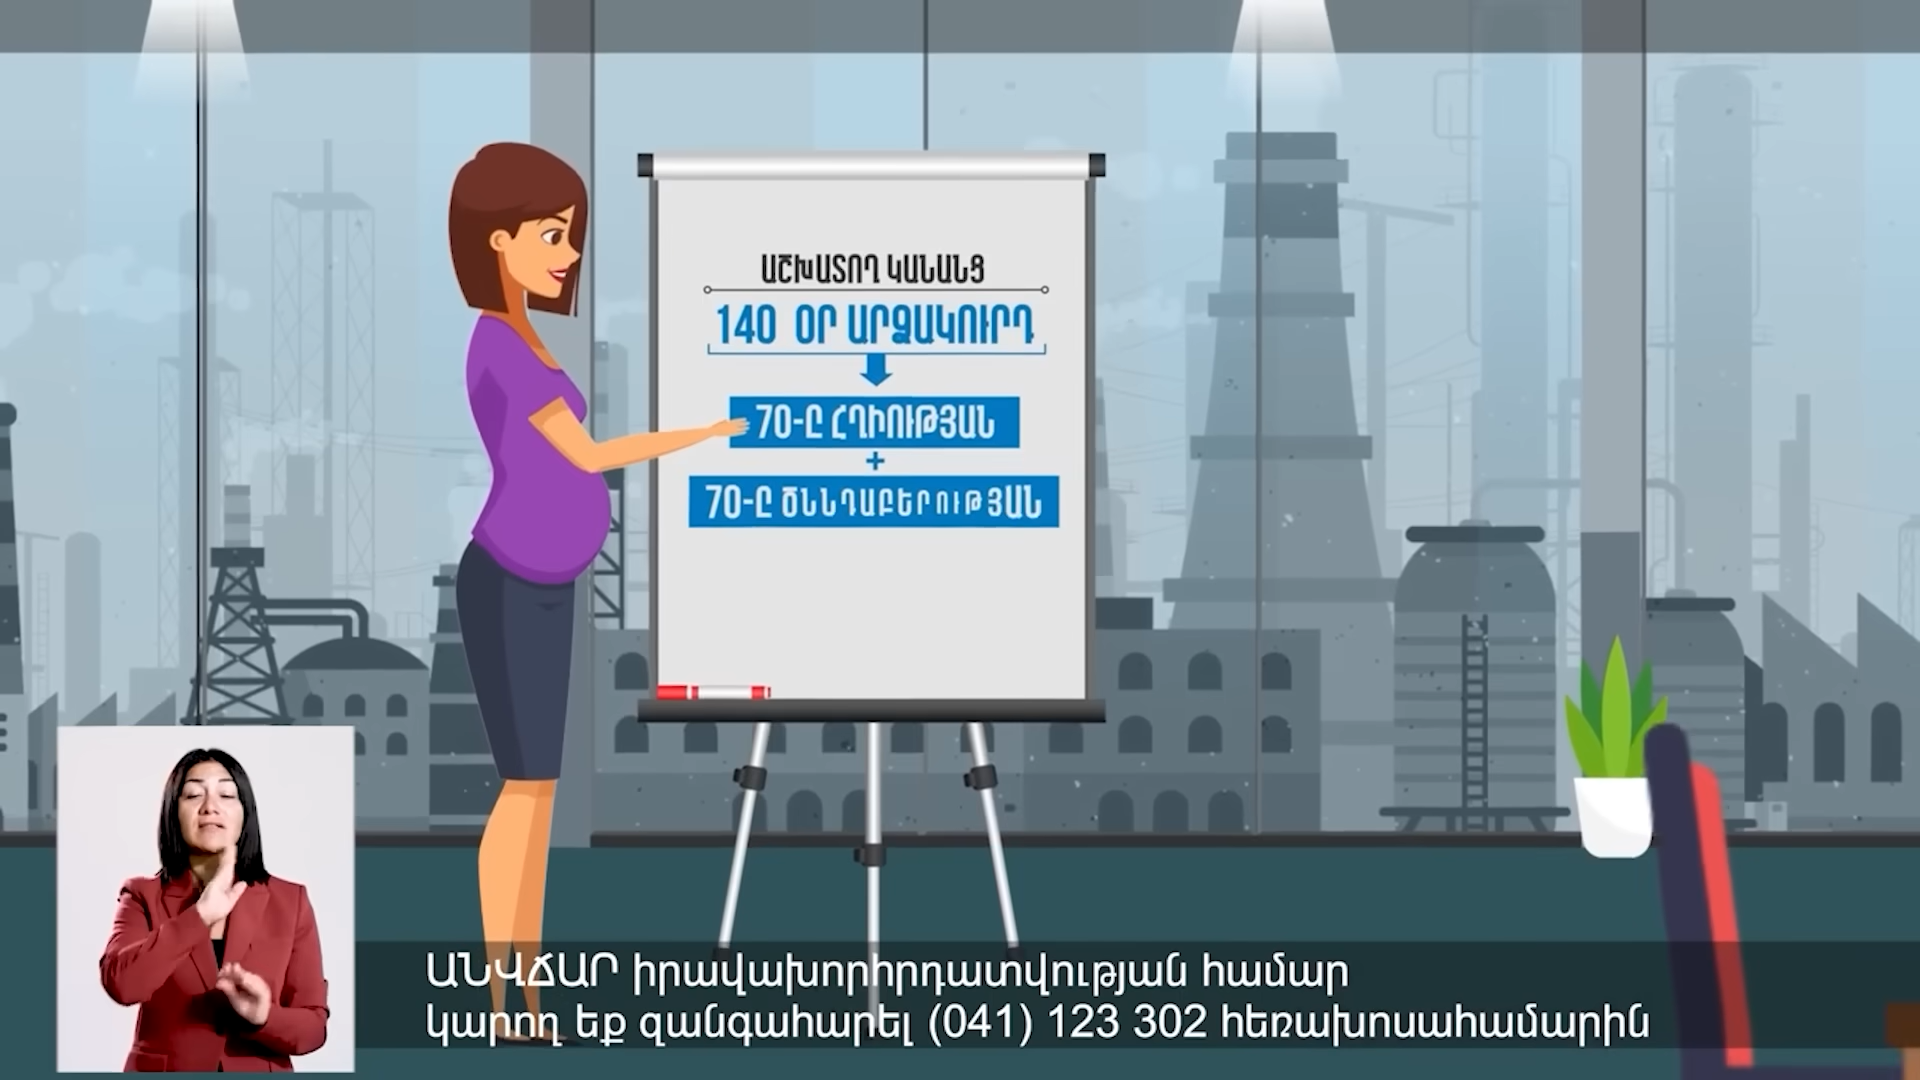 ԱՇԽԱՏՈՂ ԿԱՆԱՆՑ
140 ՕՐ ԱՐՁԱԿՈՒՐԴ
70-Ը ՀՂԻՈՒԹՅԱՆ
+
70-Ը ԾՆՆԴԱԲԵՐՈՒԹՅԱՆ
ԱՆՎՃԱՐ իրավախորհրդատվության համար
կարող եք զանգահարել (041) 123 302 հեռախոսահամարին